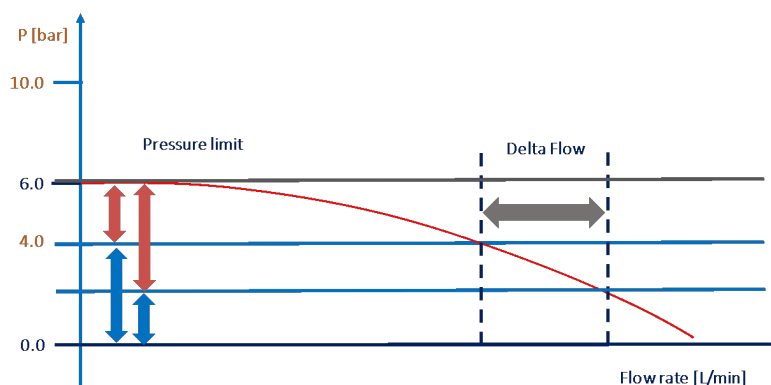 P [bar]
10.0
Pressure limit
Delta Flow
6.0
4.0
0.0
Flow rate [L/min]